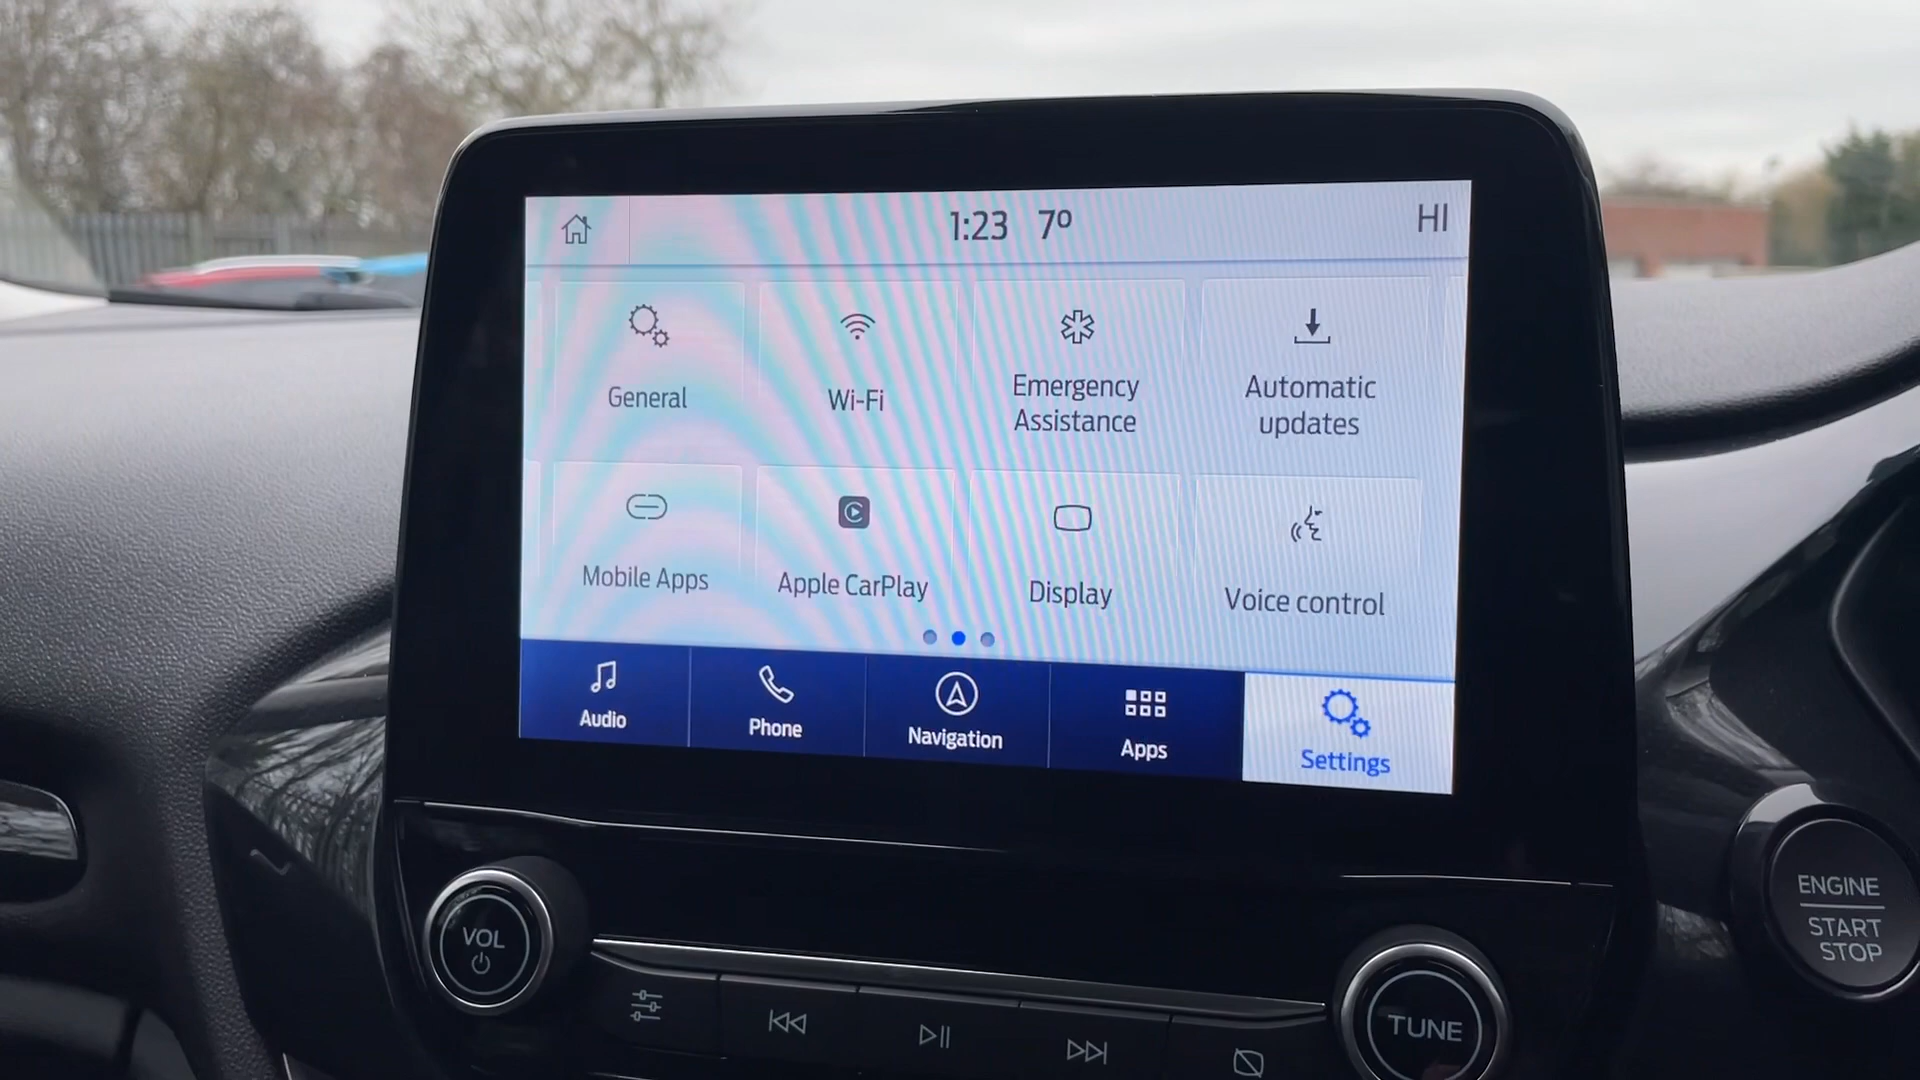 1:23 7º HI
General
Wi-Fi
Emergency
Assistance
Automatic
updates
Mobile Apps
Apple CarPlay
Display
Voice control
Audio
Phone
Navigation
Apps
Settings
VOL
TUNE
ENGINE
START
STOP